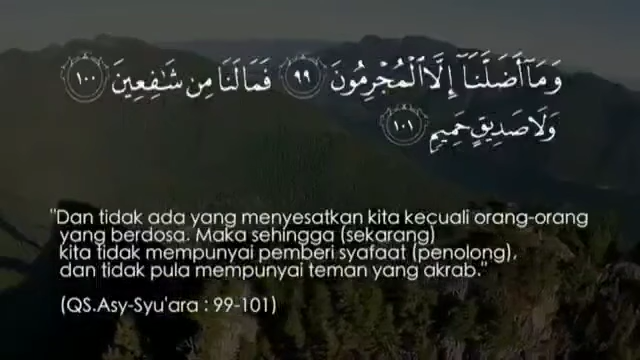 وَمَآ أَضَلَّنَآ إِلَّا ٱلْمُجْرِمُونَ ٩٩ فَمَا لَنَا مِن شَٰفِعِينَ ١٠٠
وَلَا صَدِيقٍ حَمِيمٍ ١٠١
"Dan tidak ada yang menyesatkan kita kecuali orang-orang
yang berdosa. Maka sehingga (sekarang)
kita tidak mempunyai pemberi syafaat (penolong),
dan tidak pula mempunyai teman yang akrab."
(QS.Asy-Syu'ara : 99-101)